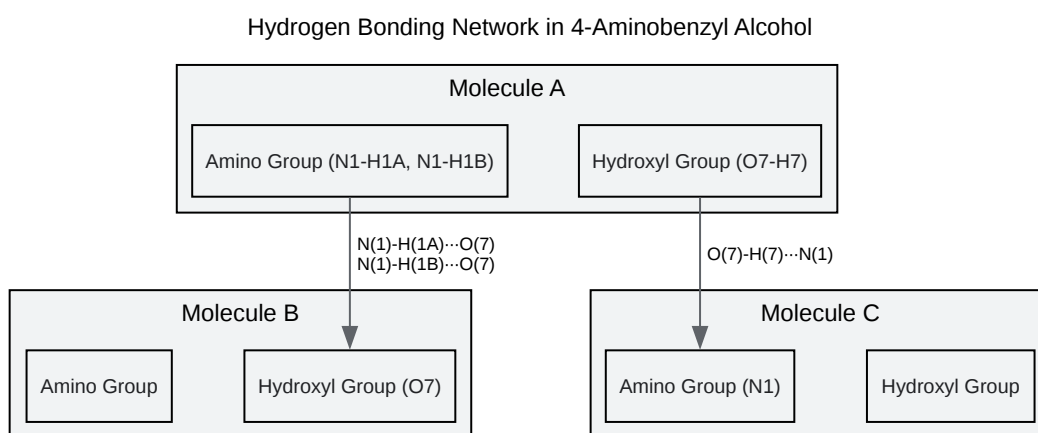 Hydrogen Bonding Network in 4-Aminobenzyl Alcohol
Molecule A
Amino Group (N1-H1A, N1-H1B)
Hydroxyl Group (O7-H7)
N(1)-H(1A)···O(7)
N(1)-H(1B)···O(7)
O(7)-H(7)···N(1)
Molecule B
Amino Group
Hydroxyl Group (O7)
Molecule C
Amino Group (N1)
Hydroxyl Group